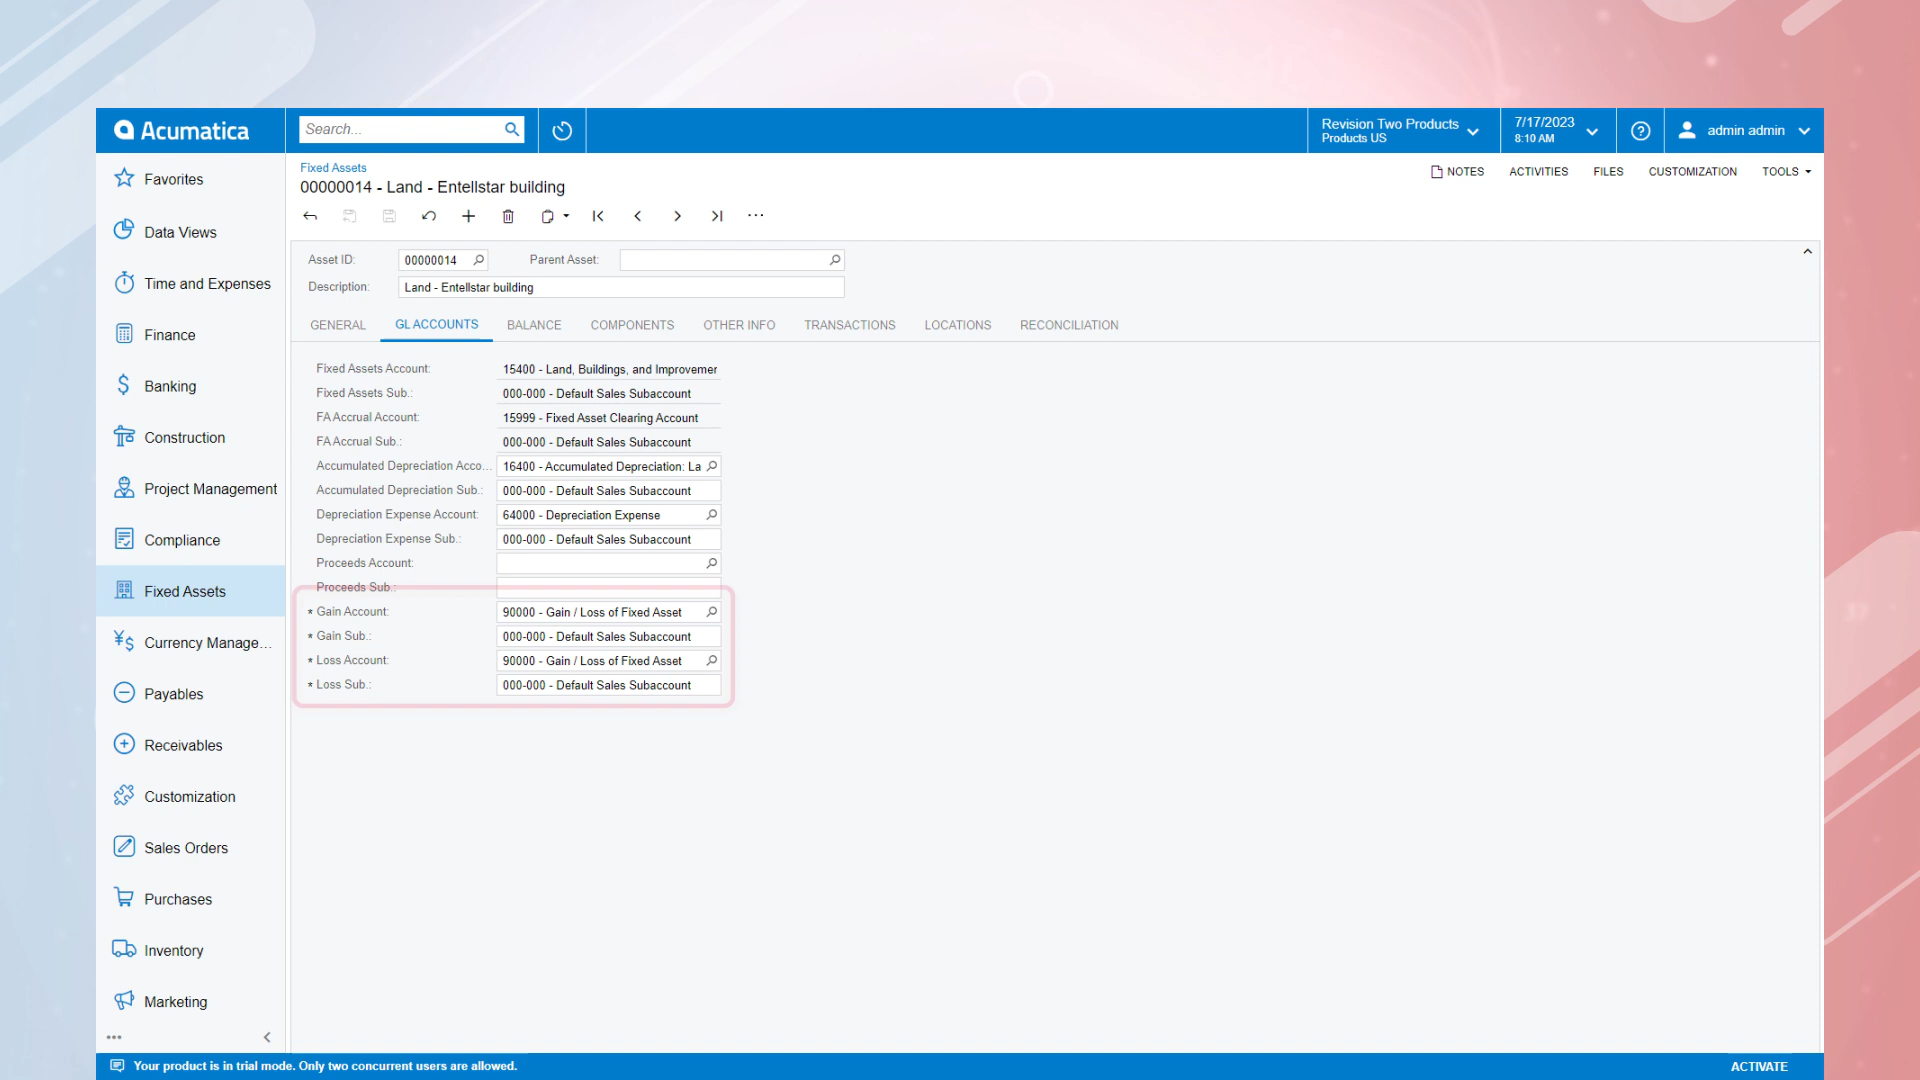 Acumatica
Search...
Revision Two Products
Products US
7/17/2023
8:10 AM
admin admin
Favorites
Data Views
Time and Expenses
Finance
Banking
Construction
Project Management
Compliance
Fixed Assets
Currency Manage...
Payables
Receivables
Customization
Sales Orders
Purchases
Inventory
Marketing
Fixed Assets
00000014 - Land - Entellstar building
NOTES ACTIVITIES FILES CUSTOMIZATION TOOLS
Asset ID: 00000014 Parent Asset:
Description: Land - Entellstar building
GENERAL GL ACCOUNTS BALANCE COMPONENTS OTHER INFO TRANSACTIONS LOCATIONS RECONCILIATION
Fixed Assets Account: 15400 - Land, Buildings, and Improvemer
Fixed Assets Sub.: 000-000 - Default Sales Subaccount
FA Accrual Account: 15999 - Fixed Asset Clearing Account
FA Accrual Sub.: 000-000 - Default Sales Subaccount
Accumulated Depreciation Acco... 16400 - Accumulated Depreciation: La
Accumulated Depreciation Sub.: 000-000 - Default Sales Subaccount
Depreciation Expense Account: 64000 - Depreciation Expense
Depreciation Expense Sub.: 000-000 - Default Sales Subaccount
Proceeds Account:
Proceeds Sub.:
* Gain Account: 90000 - Gain / Loss of Fixed Asset
* Gain Sub.: 000-000 - Default Sales Subaccount
* Loss Account: 90000 - Gain / Loss of Fixed Asset
* Loss Sub.: 000-000 - Default Sales Subaccount
Your product is in trial mode. Only two concurrent users are allowed.
ACTIVATE